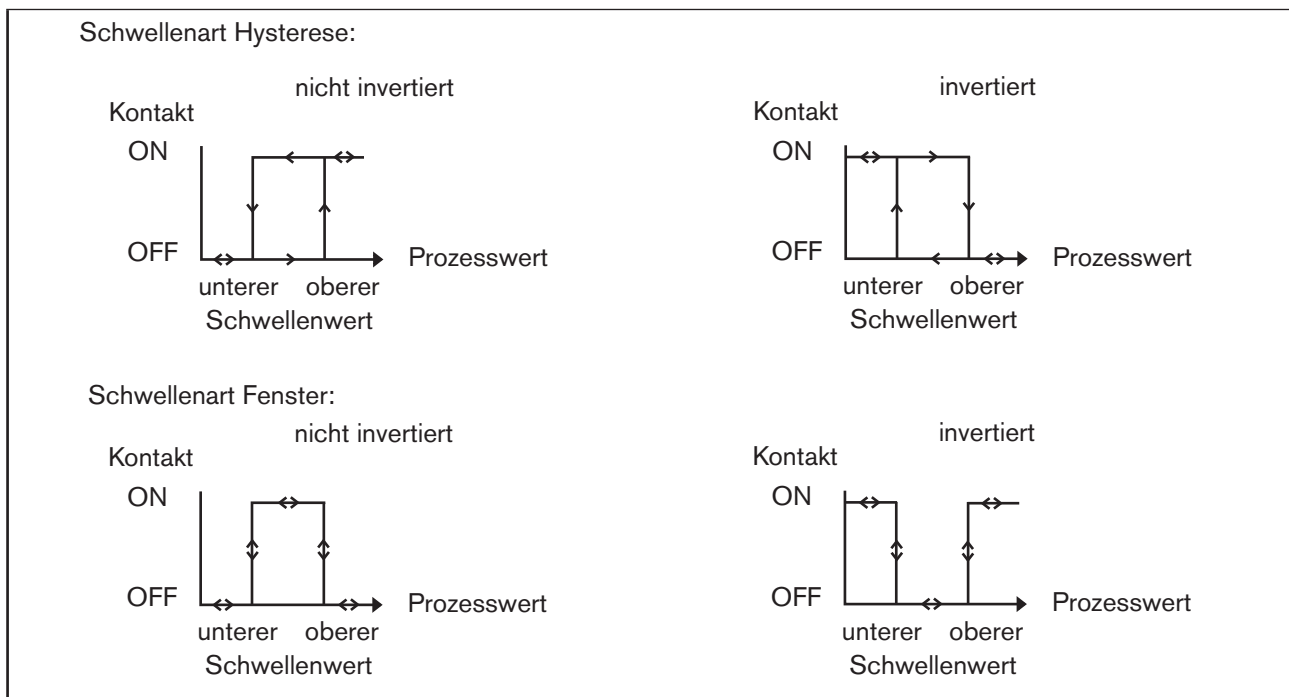 Schwellenart Hysterese:
nicht invertiert
Kontakt
ON
OFF
Prozesswert
unterer oberer
Schwellenwert
invertiert
Kontakt
ON
OFF
Prozesswert
unterer oberer
Schwellenwert
Schwellenart Fenster:
nicht invertiert
Kontakt
ON
OFF
Prozesswert
unterer oberer
Schwellenwert
invertiert
Kontakt
ON
OFF
Prozesswert
unterer oberer
Schwellenwert